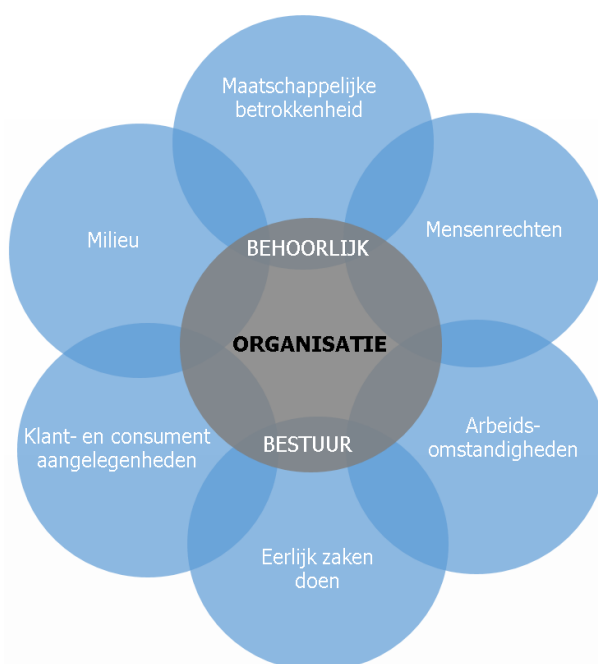 Maatschappelijke
betrokkenheid
Milieu
Mensenrechten
BEHOORLIJK
ORGANISATIE
BESTUUR
Klant- en consument
aangelegenheden
Arbeids-
omstandigheden
Eerlijk zaken
doen